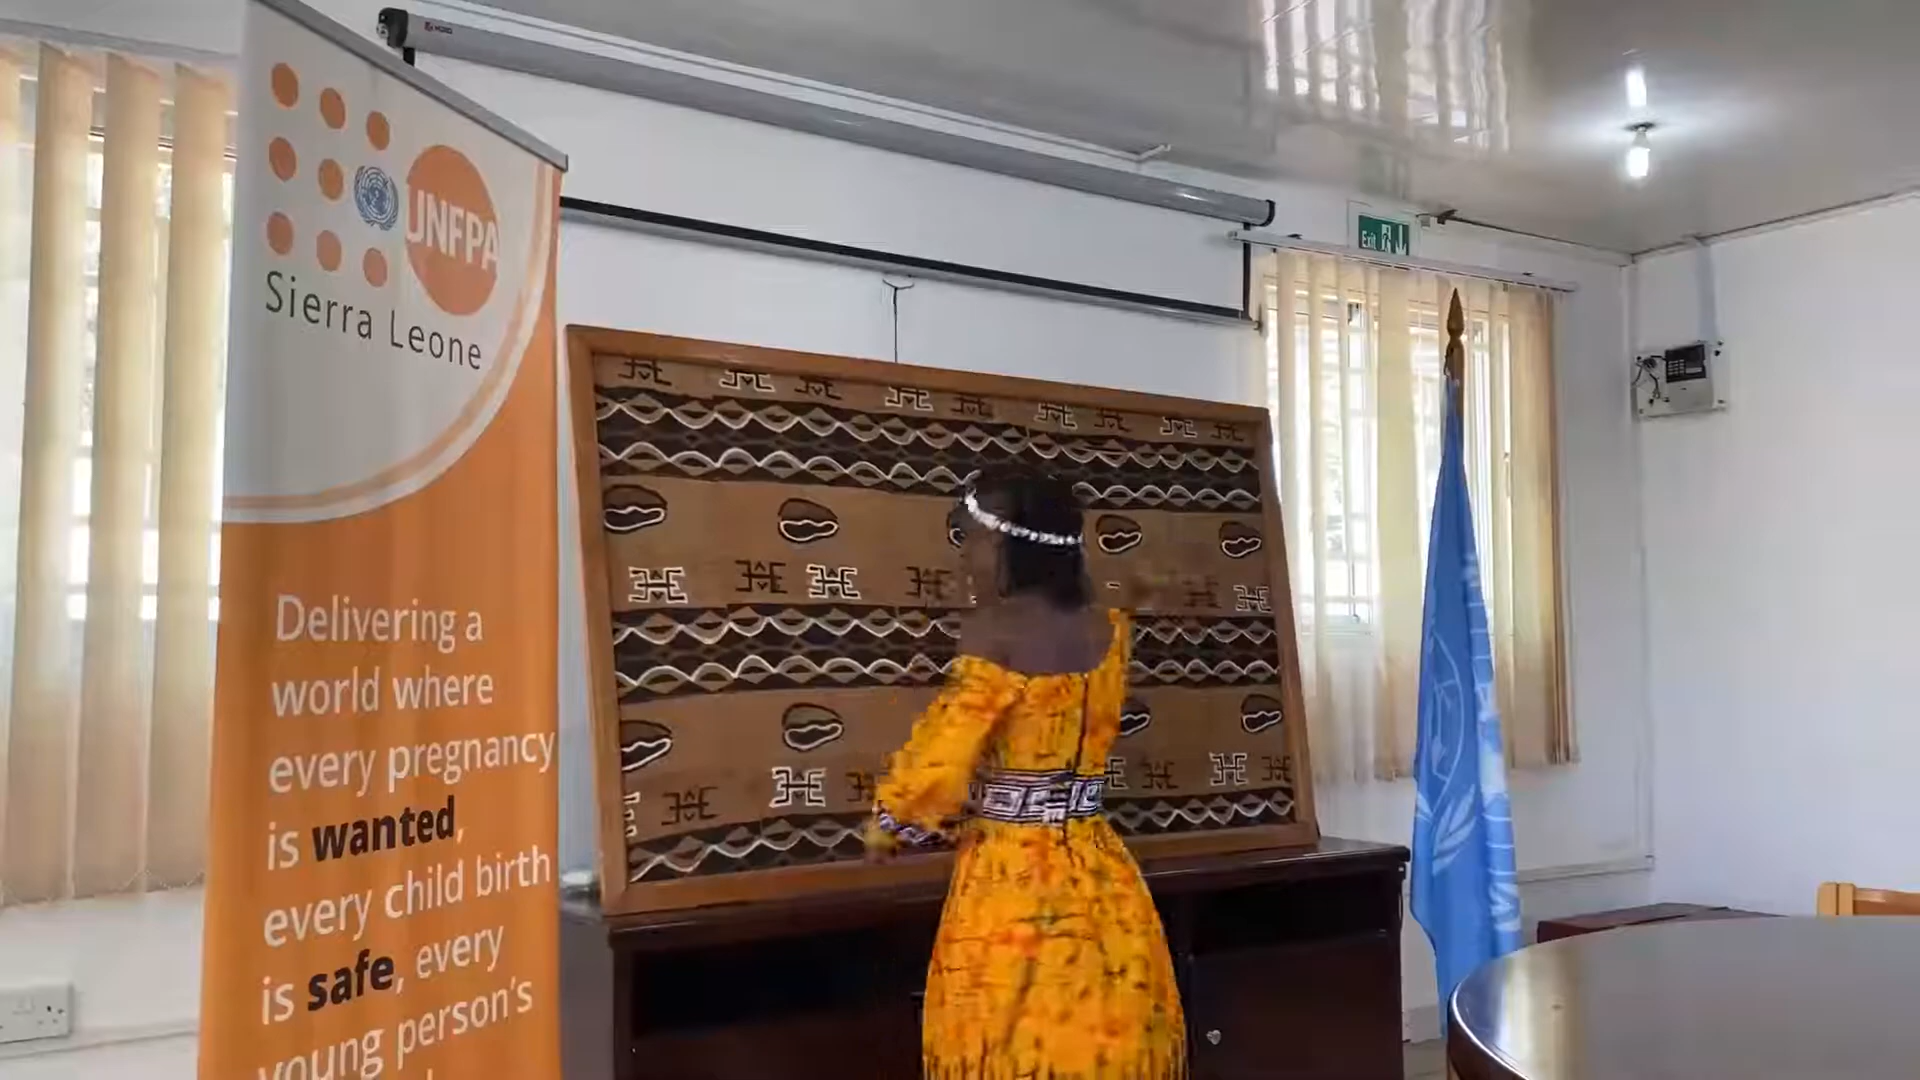 UNFPA
Sierra Leone
Delivering a
world where
every pregnancy
is wanted,
every child birth
is safe, every
young person's
Exit